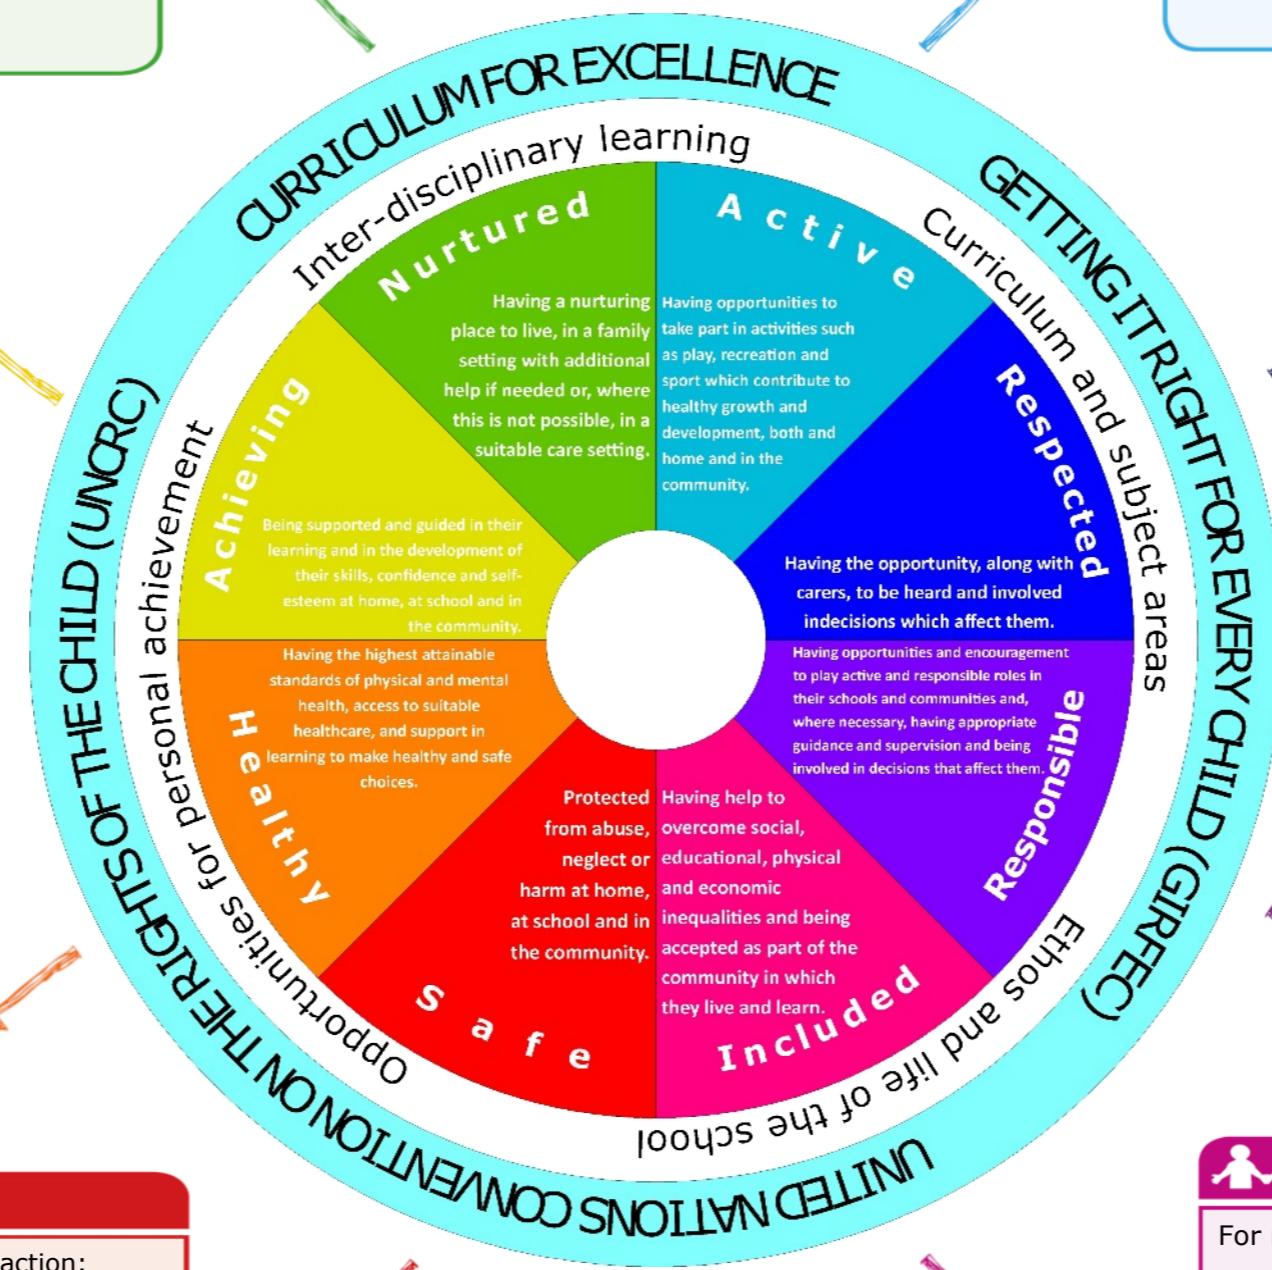 CURRICULUM FOR EXCELLENCE
GETTING IT RIGHT FOR EVERY CHILD (GIRFEC)
UNITED NATIONS CONVENTION ON THE RIGHTS OF THE CHILD (UNCRC)
Inter-disciplinary learning
Curriculum and subject areas
Ethos and life of the school
Opportunities for personal achievement
Nurtured
Having a nurturing
place to live, in a family
setting with additional
help if needed or, where
this is not possible, in a
suitable care setting.
Active
Having opportunities to
take part in activities such
as play, recreation and
sport which contribute to
healthy growth and
development, both and
home and in the
community.
Respected
Having the opportunity, along with
carers, to be heard and involved
indecisions which affect them.
Responsible
Having opportunities and encouragement
to play active and responsible roles in
their schools and communities and,
where necessary, having appropriate
guidance and supervision and being
involved in decisions that affect them.
Included
Having help to
overcome social,
educational, physical
and economic
inequalities and being
accepted as part of the
community in which
they live and learn.
Safe
Protected
from abuse,
neglect or
harm at home,
at school and in
the community.
Healthy
Having the highest attainable
standards of physical and mental
health, access to suitable
healthcare, and support in
learning to make healthy and safe
choices.
Achieving
Being supported and guided in their
learning and in the development of
their skills, confidence and self-
esteem at home, at school and in
the community.
action:
For